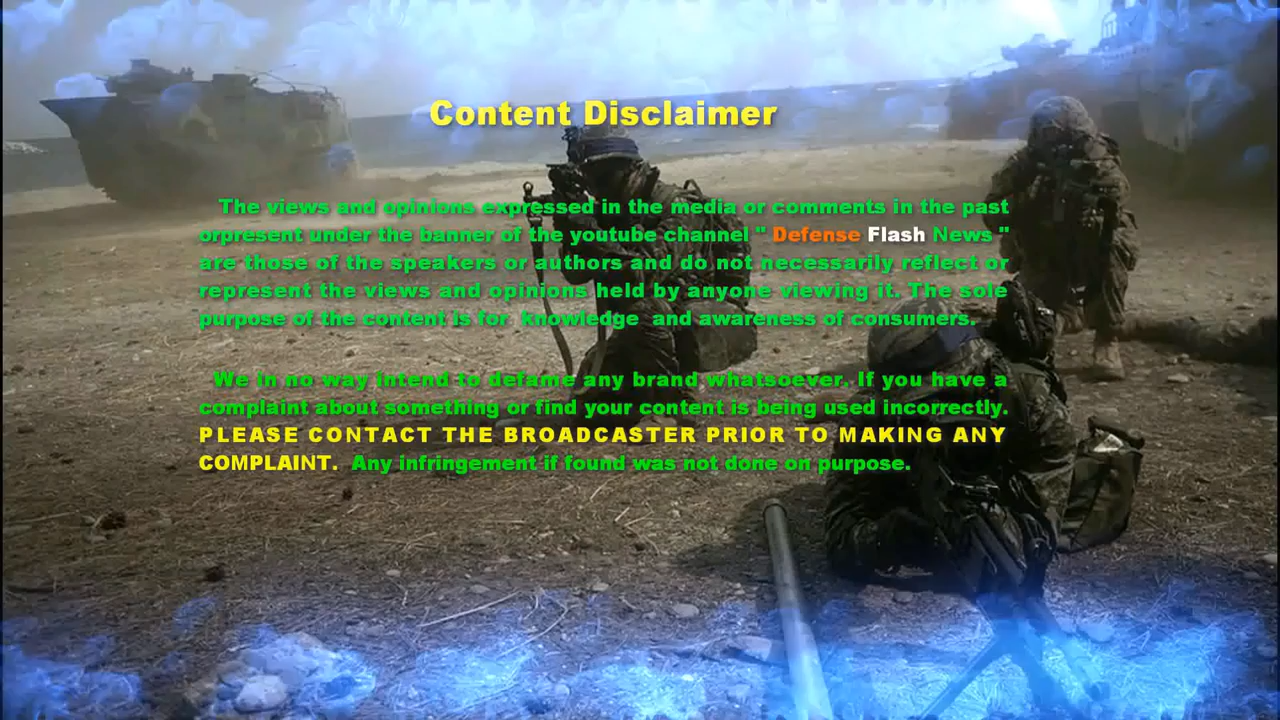 Content Disclaimer
The views and opinions expressed in the media or comments in the past
orpresent under the banner of the youtube channel " Defense Flash News "
are those of the speakers or authors and do not necessarily reflect or
represent the views and opinions held by anyone viewing it. The sole
purpose of the content is for knowledge and awareness of consumers.
We in no way intend to defame any brand whatsoever. If you have a
complaint about something or find your content is being used incorrectly.
PLEASE CONTACT THE BROADCASTER PRIOR TO MAKING ANY
COMPLAINT. Any infringement if found was not done on purpose.